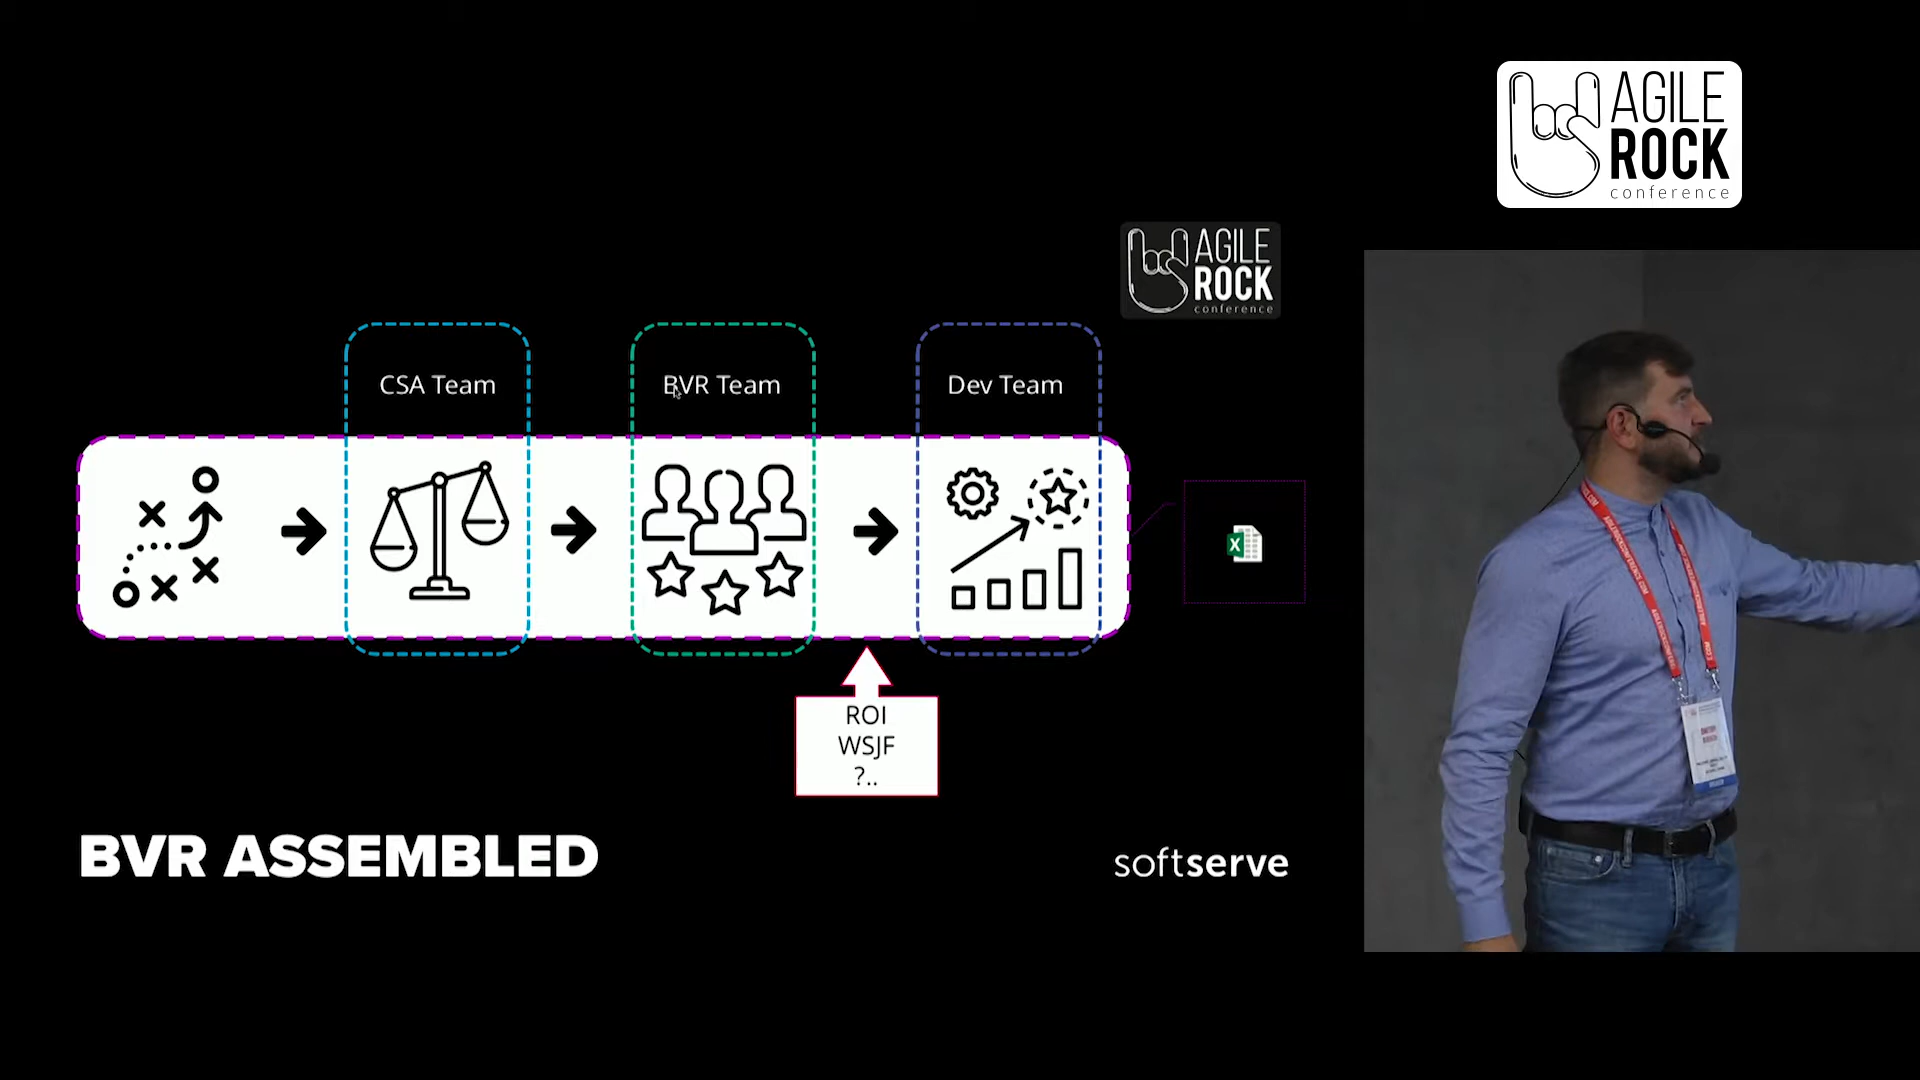 AGILE
ROCK
conference
AGILE
ROCK
conference
CSA Team
BVR Team
Dev Team
X
ROI
WSJF
?..
BVR ASSEMBLED
softserve